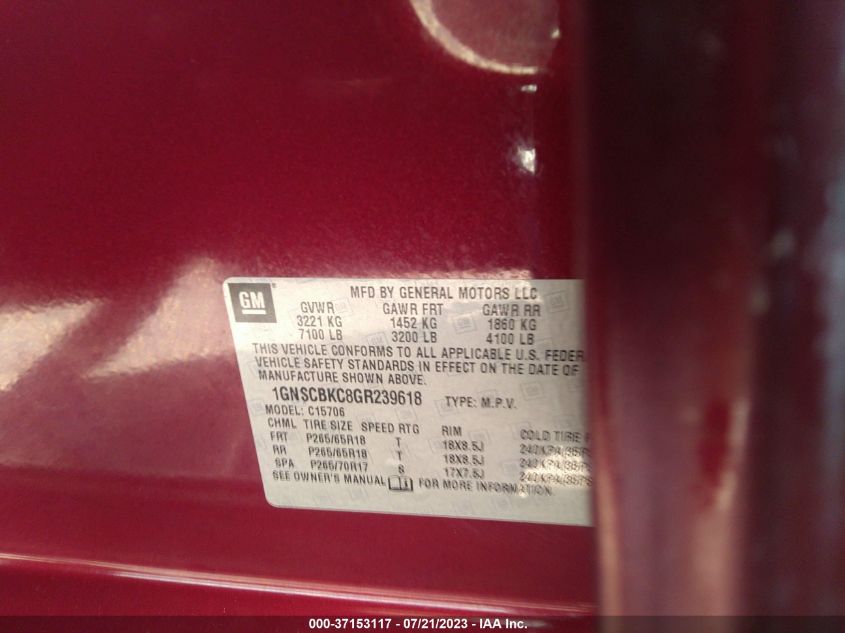 GM
MFD BY GENERAL MOTORS LLC
GVWR GAWR FRT GAWR RR
3221 KG 1452 KG 1860 KG
7100 LB 3200 LB 4100 LB
THIS VEHICLE CONFORMS TO ALL APPLICABLE U.S. FEDER
VEHICLE SAFETY STANDARDS IN EFFECT ON THE DATE OF
MANUFACTURE SHOWN ABOVE.
1GNSCBKC8GR239618 TYPE: M.P.V.
MODEL: C15706
CHML TIRE SIZE SPEED RTG RIM COLD TIRE
FRT P265/65R18 T 18X8.5J
RR P265/65R18 T 18X8.5J
SPA P265/70R17 S 17X7.5J
SEE OWNER'S MANUAL FOR MORE INFORMATION.
000-37153117 - 07/21/2023 - IAA Inc.